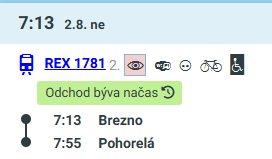 7:13 2.8. ne
REX 1781 2.
Odchod býva načas
7:13 Brezno
7:55 Pohorelá